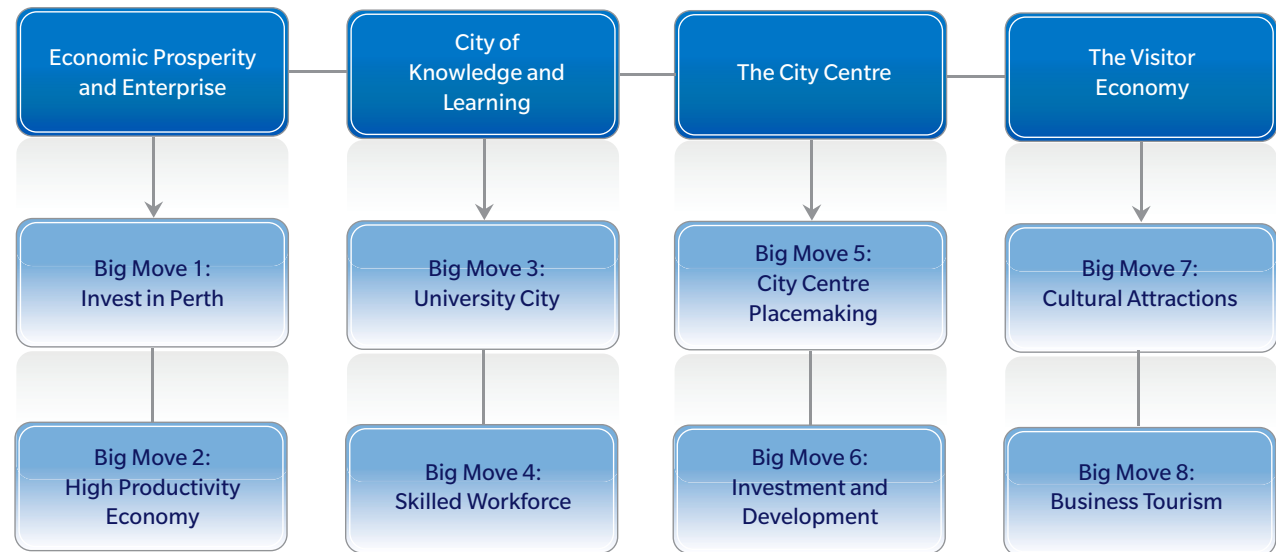 Economic Prosperity
and Enterprise
City of
Knowledge and
Learning
The City Centre
The Visitor
Economy
Big Move 1:
Invest in Perth
Big Move 3:
University City
Big Move 5:
City Centre
Placemaking
Big Move 7:
Cultural Attractions
Big Move 2:
High Productivity
Economy
Big Move 4:
Skilled Workforce
Big Move 6:
Investment and
Development
Big Move 8:
Business Tourism